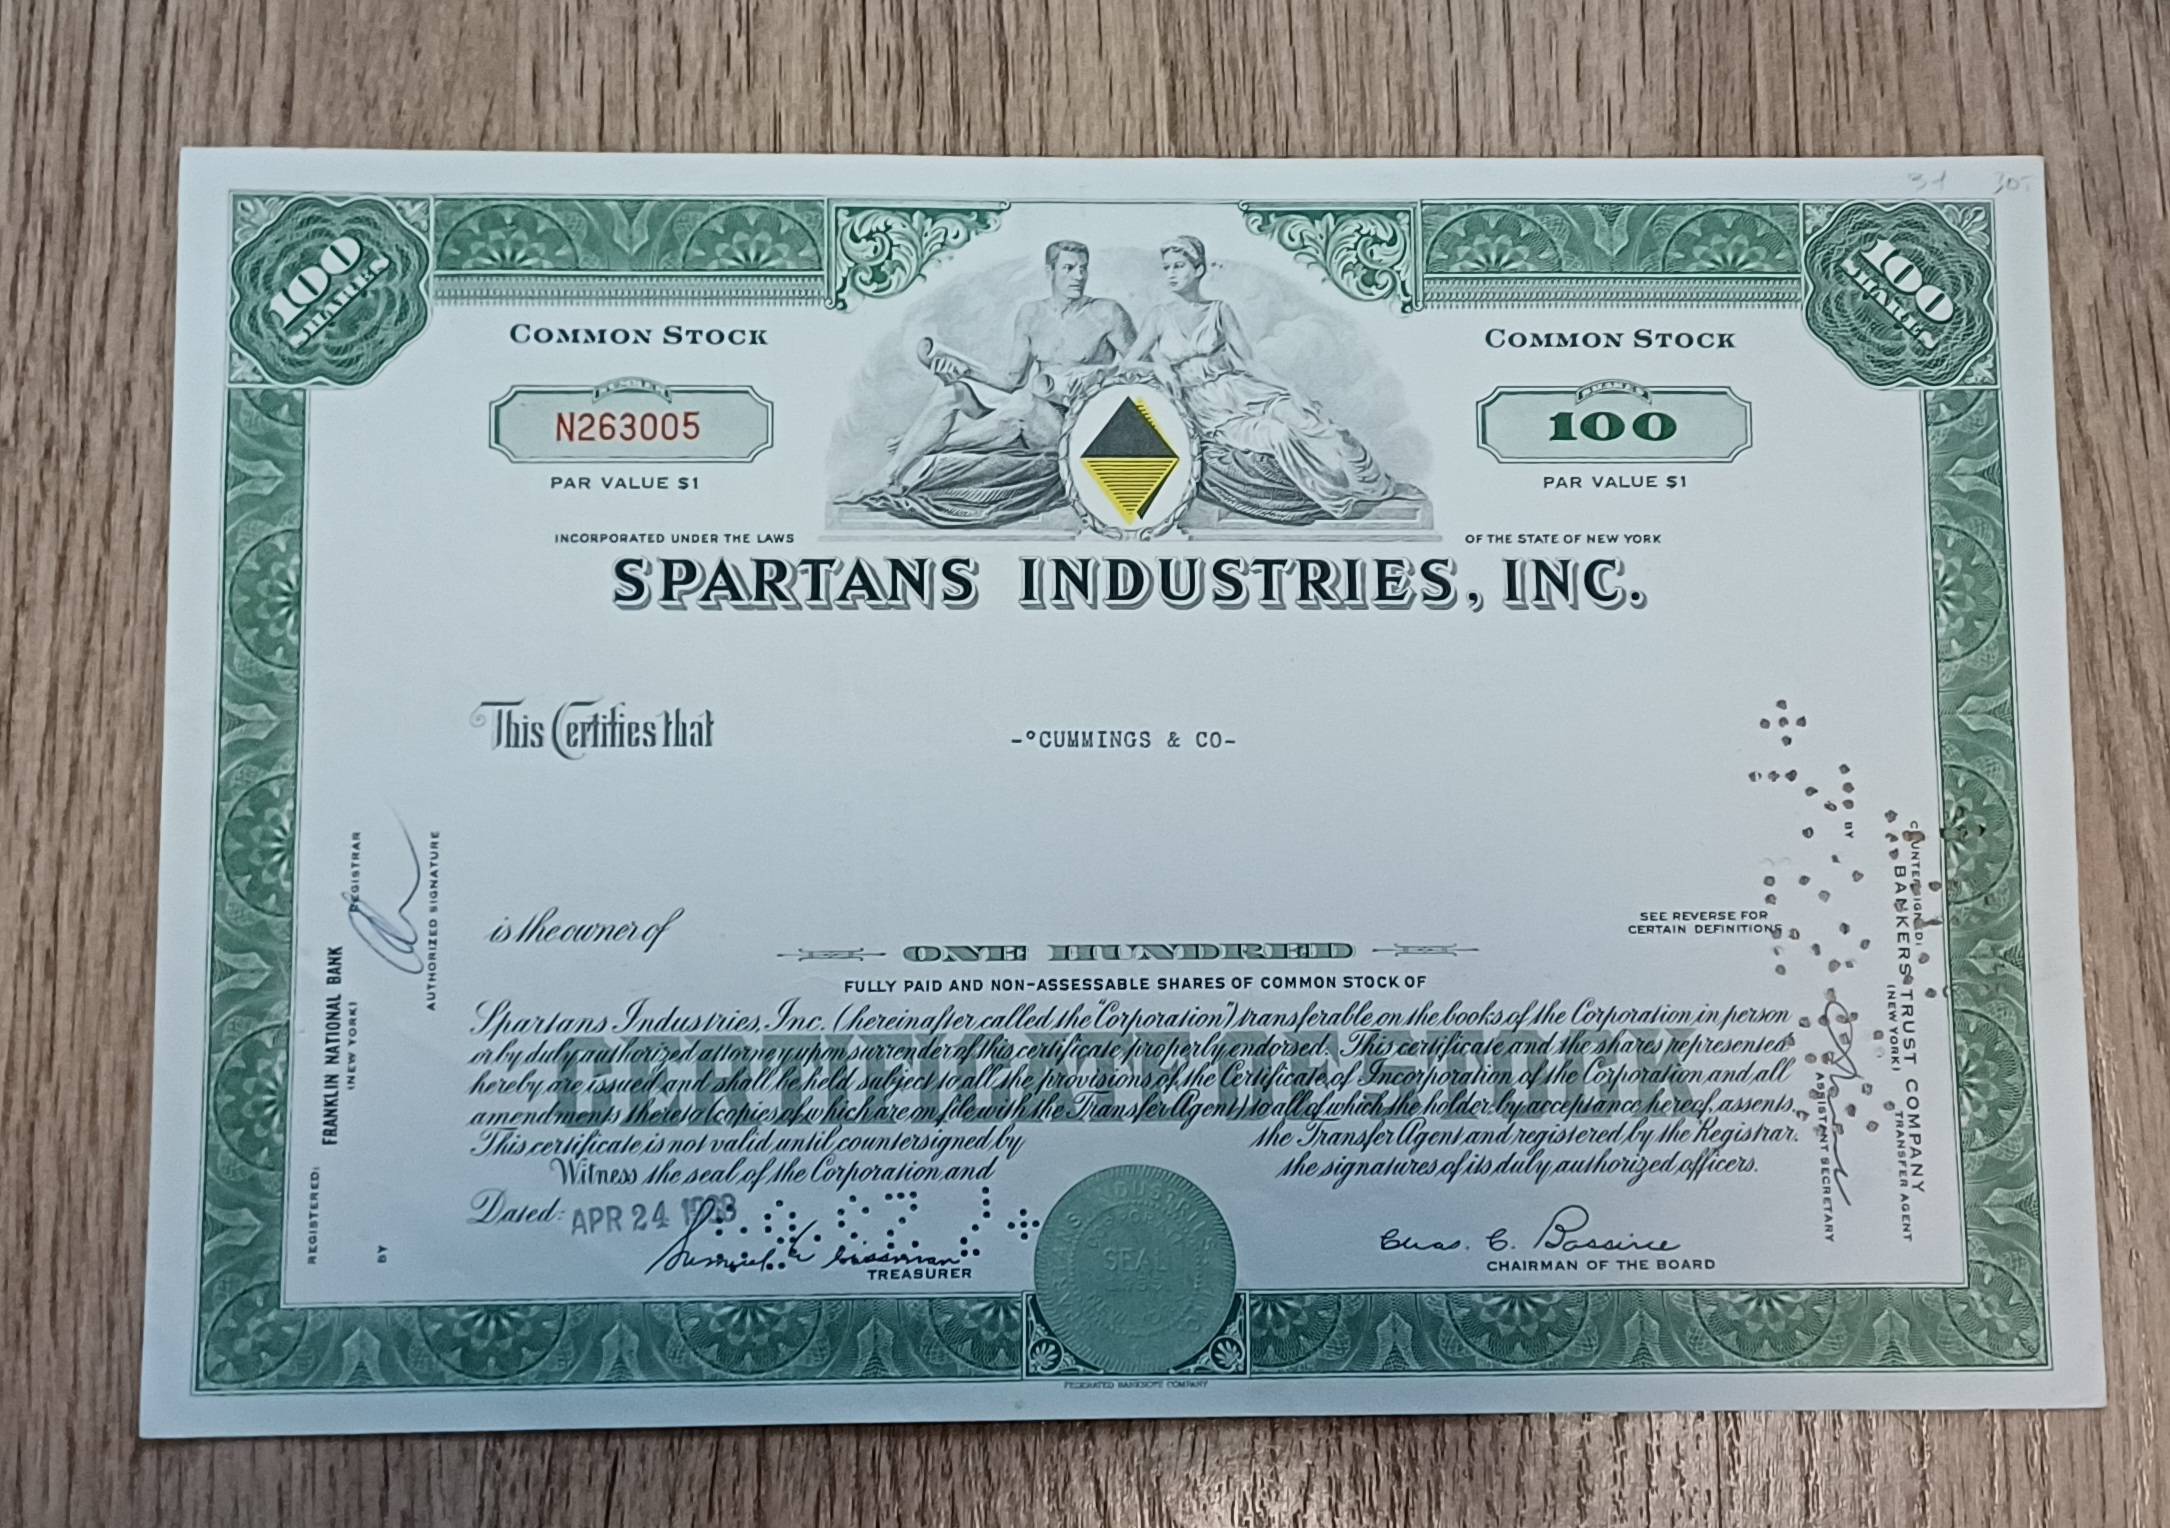 100 SHARES
100 SHARES
COMMON STOCK
COMMON STOCK
NUMBER
SHARES
N263005
100
PAR VALUE $1
PAR VALUE $1
INCORPORATED UNDER THE LAWS
OF THE STATE OF NEW YORK
SPARTANS INDUSTRIES, INC.
This Certifies that
-°CUMMINGS & CO-
is the owner of
SEE REVERSE FOR
CERTAIN DEFINITIONS
ONE HUNDRED
FULLY PAID AND NON-ASSESSABLE SHARES OF COMMON STOCK OF
Spartans Industries, Inc. (hereinafter called the "Corporation") transferable on the books of the Corporation in person
or by duly authorized attorney upon surrender of this certificate properly endorsed. This certificate and the shares represented
hereby are issued and shall be held subject to all the provisions of the Certificate of Incorporation of the Corporation and all
amendments thereto (copies of which are on file with the Transfer Agent) to all of which the holder by acceptance hereof, assents.
This certificate is not valid until countersigned by the Transfer Agent and registered by the Registrar.
Witness the seal of the Corporation and the signatures of its duly authorized officers.
Dated: APR 24
TREASURER
SEAL
Chas. C. Bassine
CHAIRMAN OF THE BOARD
FEDERATED BANKNOTE COMPANY
REGISTERED:
FRANKLIN NATIONAL BANK
(NEW YORK)
REGISTRAR
BY
AUTHORIZED SIGNATURE
COUNTERSIGNED:
BANKERS TRUST COMPANY
(NEW YORK)
TRANSFER AGENT
BY
ASSISTANT SECRETARY